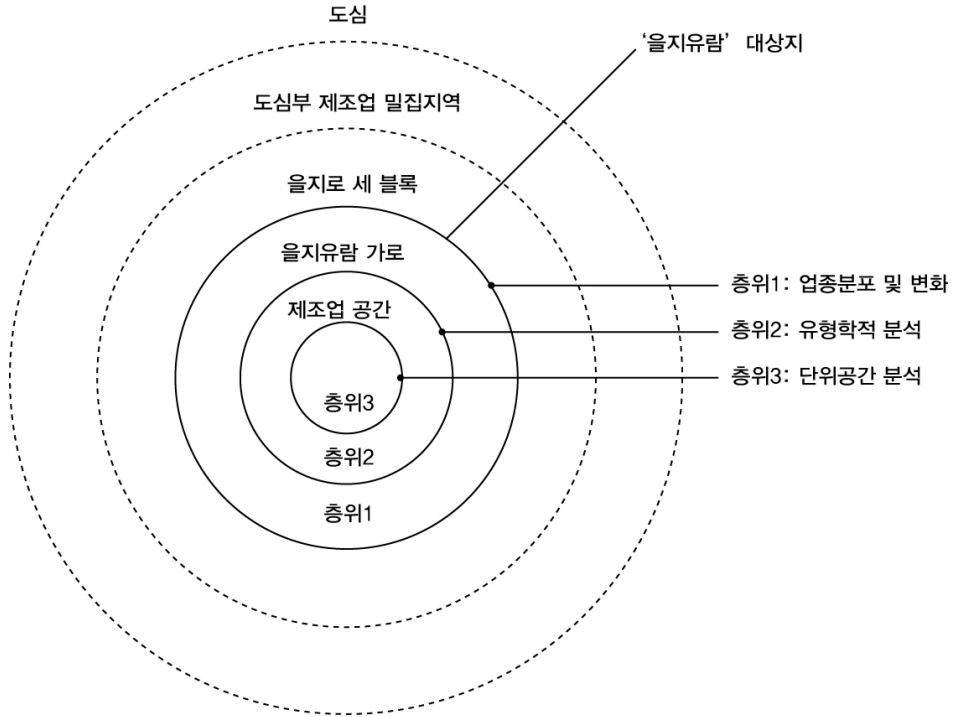 도심
‘을지유람’ 대상지
도심부 제조업 밀집지역
을지로 세 블록
을지유람 가로
제조업 공간
층위1: 업종분포 및 변화
층위2: 유형학적 분석
층위3: 단위공간 분석
층위3
층위2
층위1